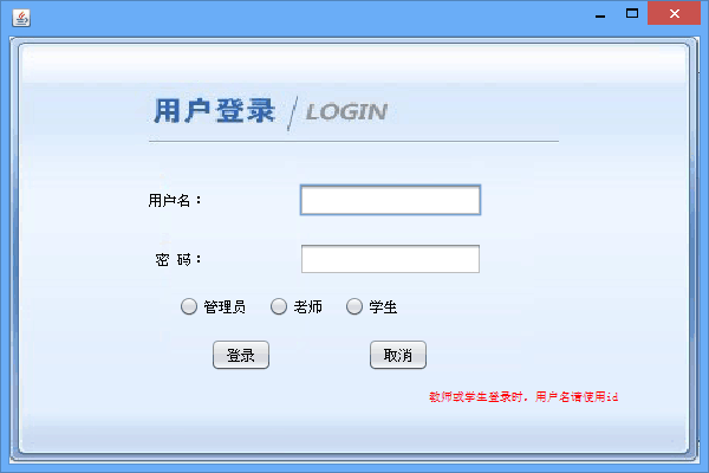 用户登录 / LOGIN
用户名：
密 码：
管理员 老师 学生
登录 取消
教师或学生登录时，用户名请使用id